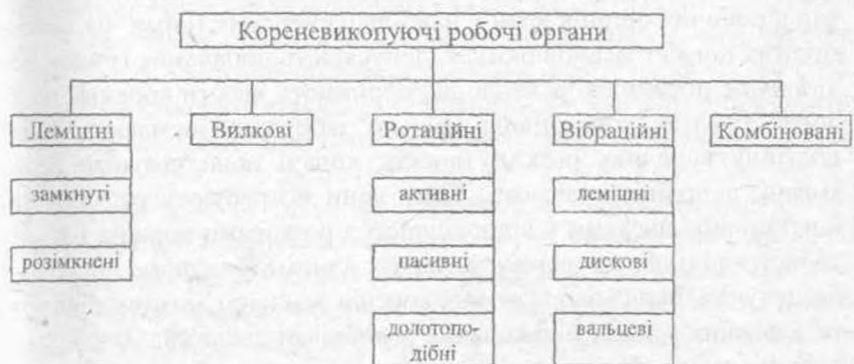 Кореневикопуючі робочі органи
Лемішні
Вилкові
Ротаційні
Вібраційні
Комбіновані
замкнуті
активні
лемішні
розімкнені
пасивні
дискові
долотопо-
дібні
вальцеві